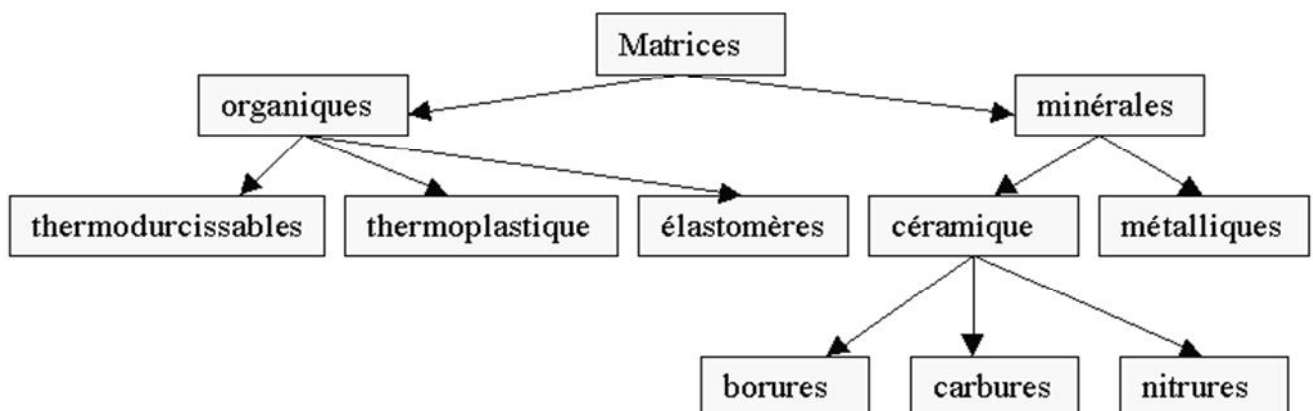 Matrices
organiques
minérales
thermodurcissables
thermoplastique
élastomères
céramique
métalliques
borures
carbures
nitrures